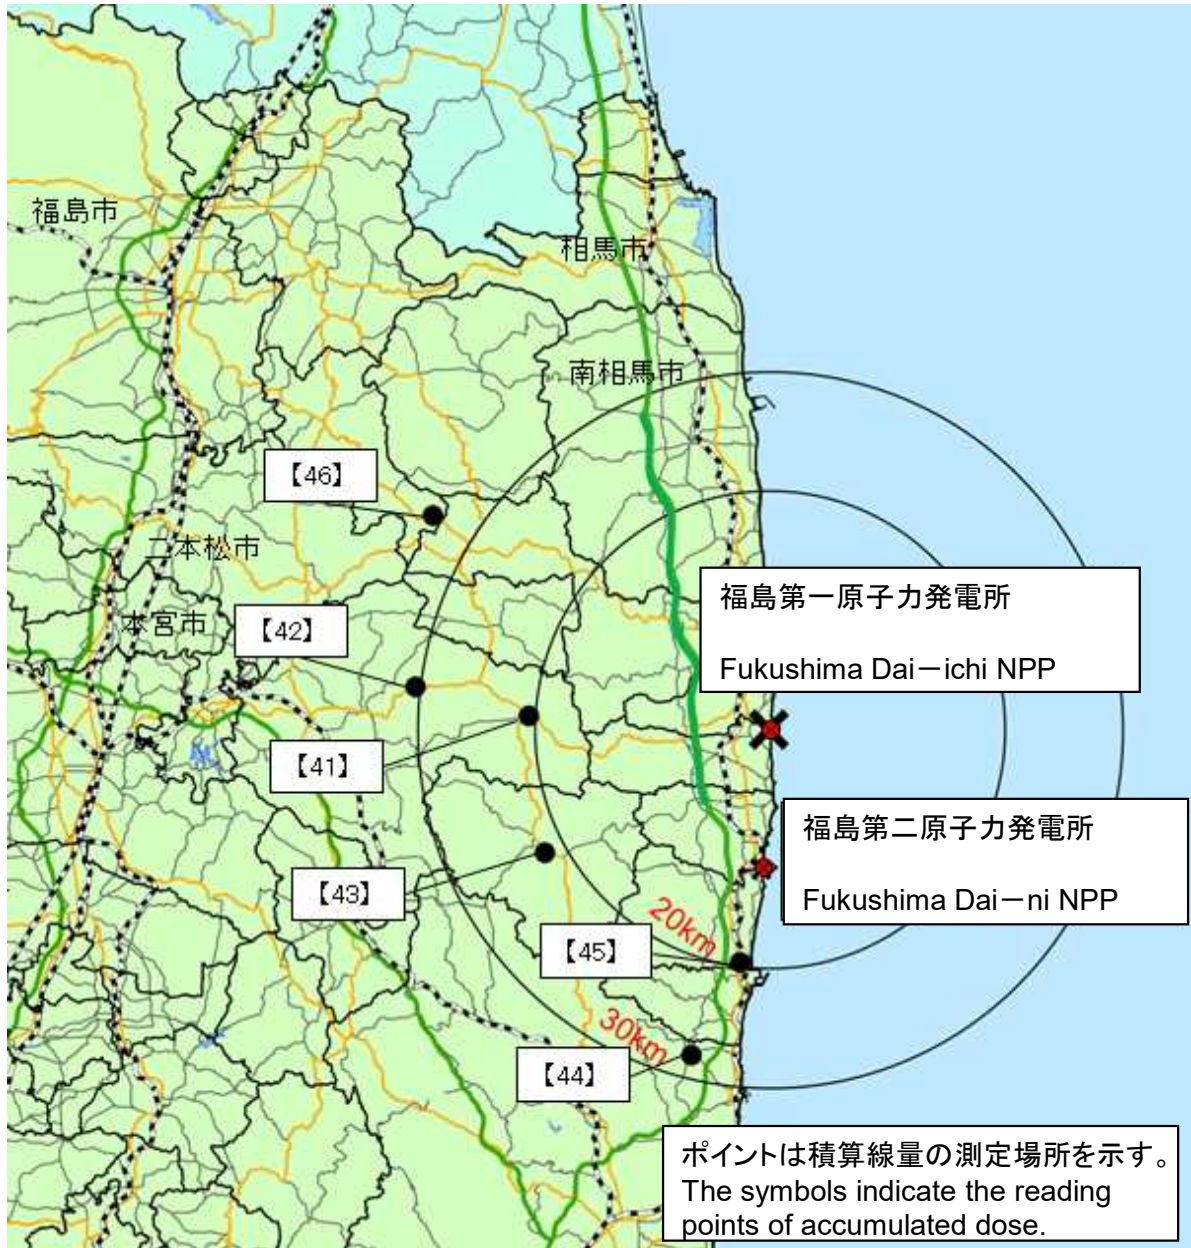 福島市
相馬市
南相馬市
【46】
二本松市
福島第一原子力発電所
Fukushima Dai－ichi NPP
本宮市
【42】
【41】
福島第二原子力発電所
Fukushima Dai－ni NPP
【43】
20km
【45】
30km
【44】
ポイントは積算線量の測定場所を示す。
The symbols indicate the reading
points of accumulated dose.